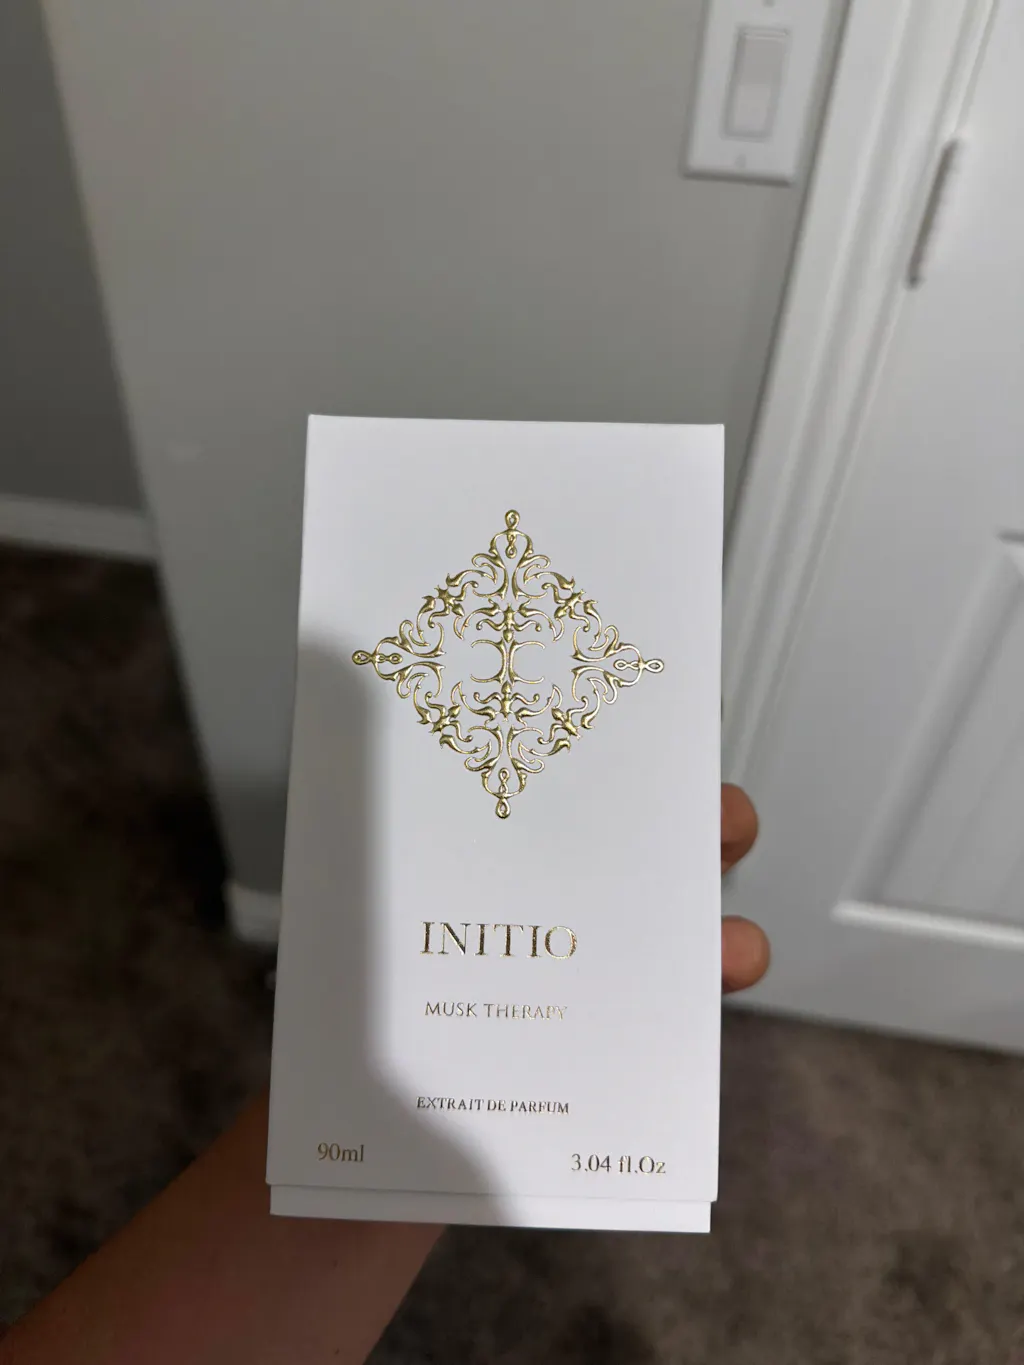 INITIO
MUSK THERAPY
EXTRAIT DE PARFUM
90ml
3.04 fl.Oz